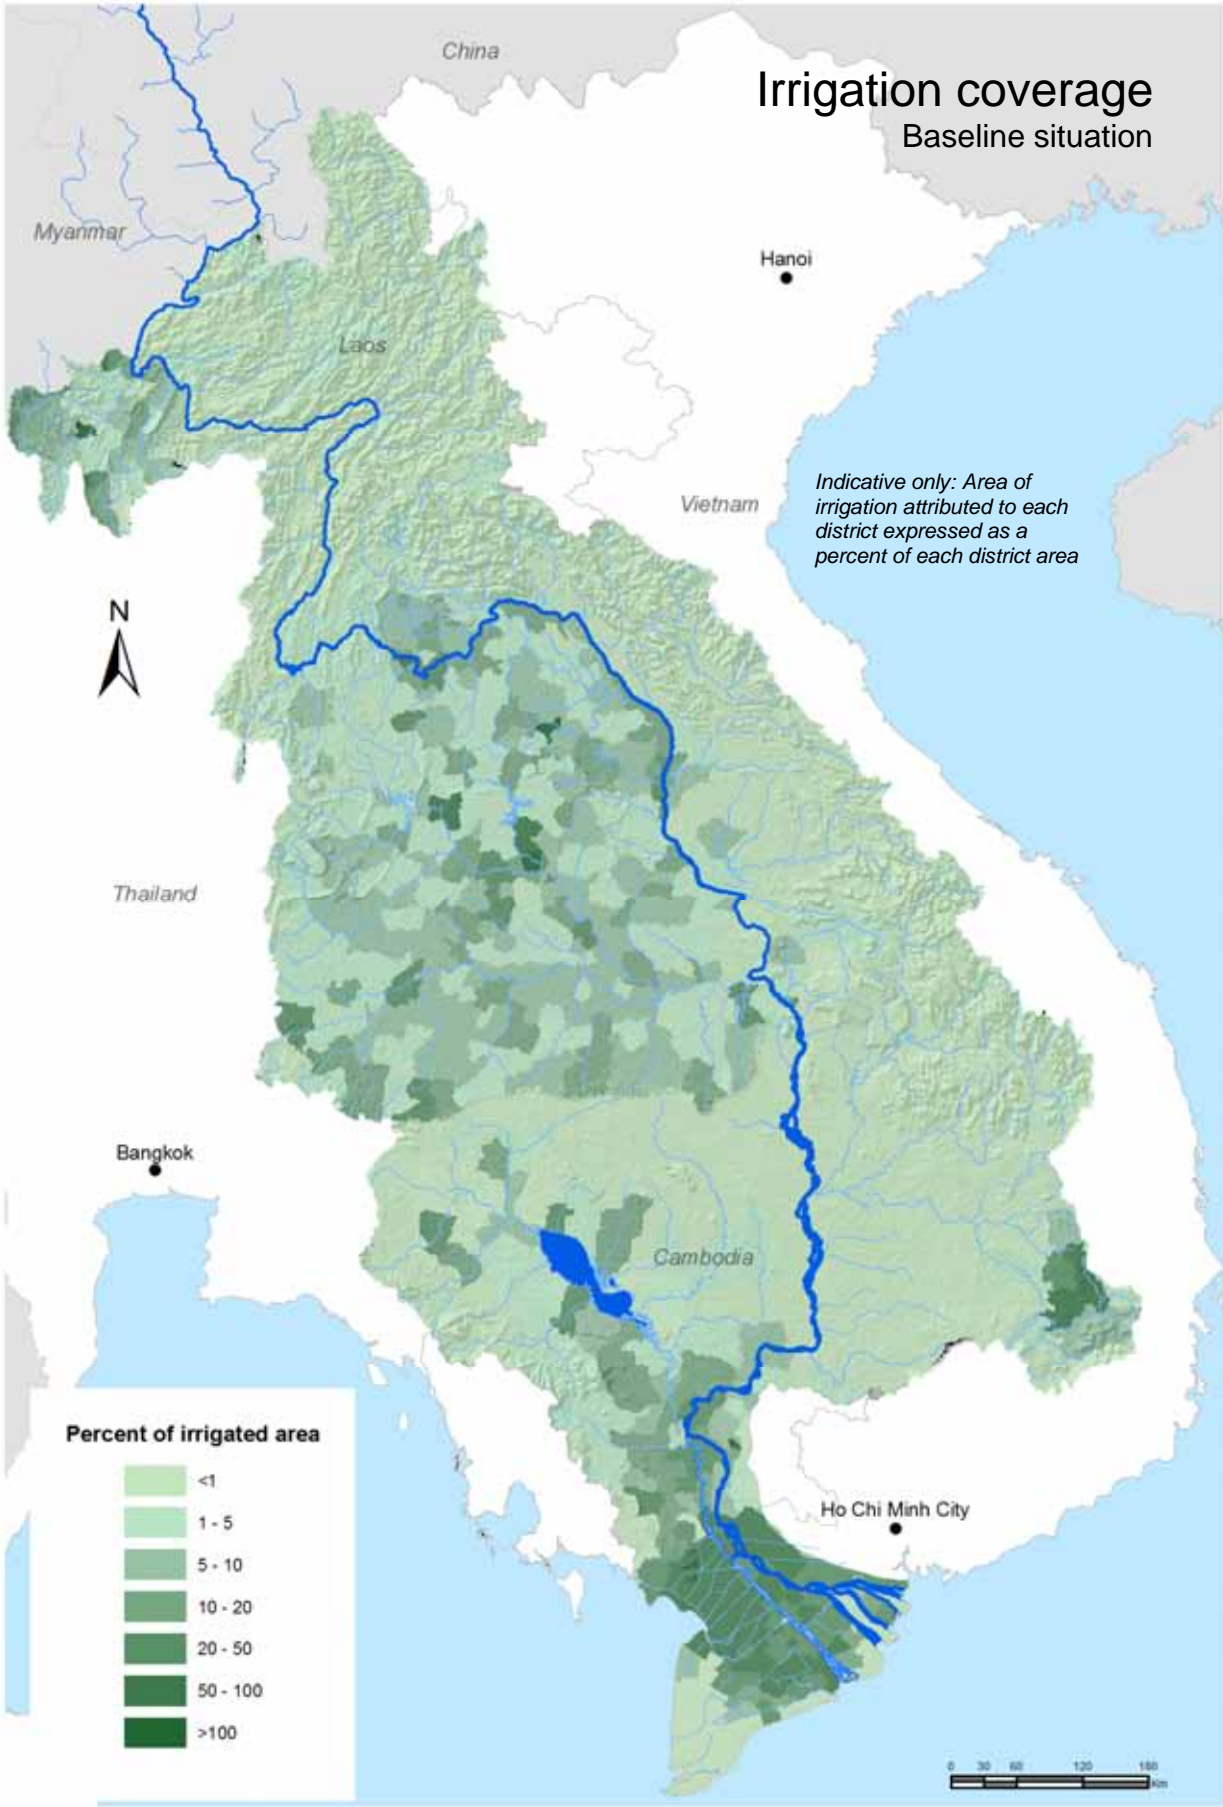 China
Irrigation coverage
Baseline situation
Myanmar
Hanoi
Laos
Indicative only: Area of
irrigation attributed to each
district expressed as a
percent of each district area
Vietnam
N
Thailand
Bangkok
Cambodia
Percent of irrigated area
<1
1 - 5
5 - 10
10 - 20
20 - 50
50 - 100
>100
Ho Chi Minh City
0 30 60 120 180
Km